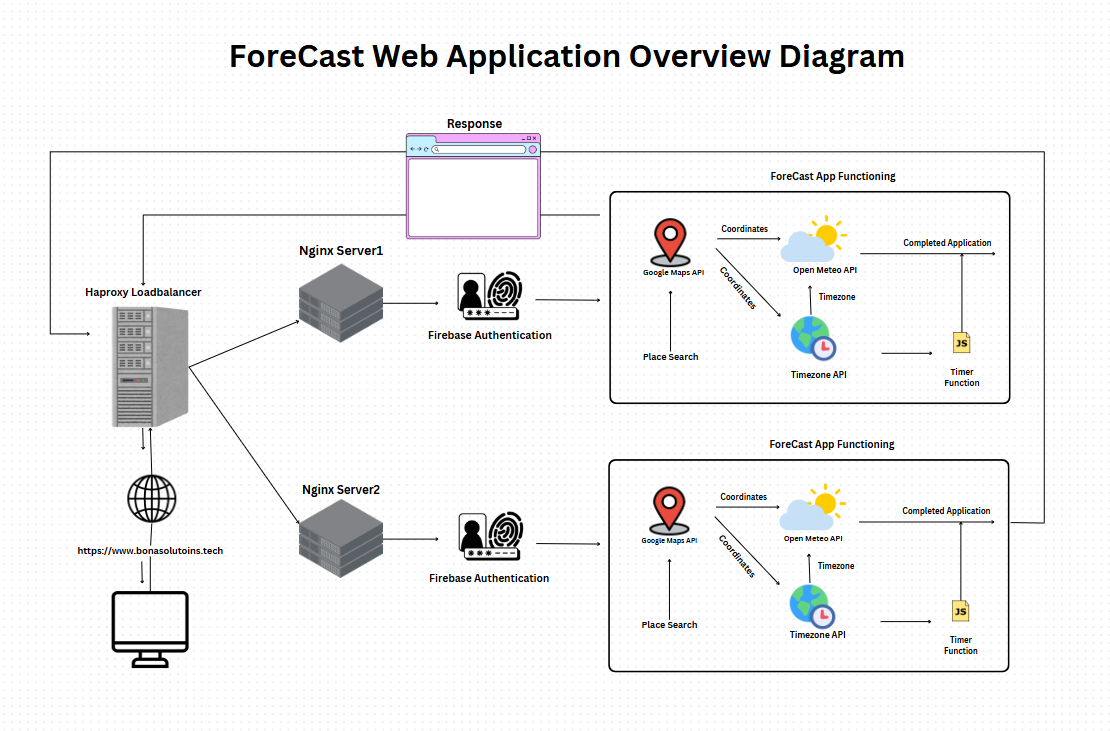 ForeCast Web Application Overview Diagram
Response
ForeCast App Functioning
Coordinates
Completed Application
Nginx Server1
Google Maps API
Open Meteo API
Coordinates
Haproxy Loadbalancer
Timezone
Firebase Authentication
JS
Place Search
Timezone API
Timer
Function
ForeCast App Functioning
Nginx Server2
Coordinates
Completed Application
Google Maps API
Open Meteo API
Coordinates
https://www.bonasolutoins.tech
Timezone
Firebase Authentication
JS
Place Search
Timezone API
Timer
Function